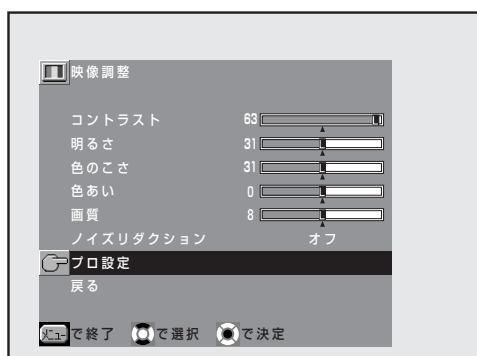 映像調整
コントラスト 63
明るさ 31
色のこさ 31
色あい 0
画質 8
ノイズリダクション オフ
プロ設定
戻る
メニューで終了 で選択 で決定